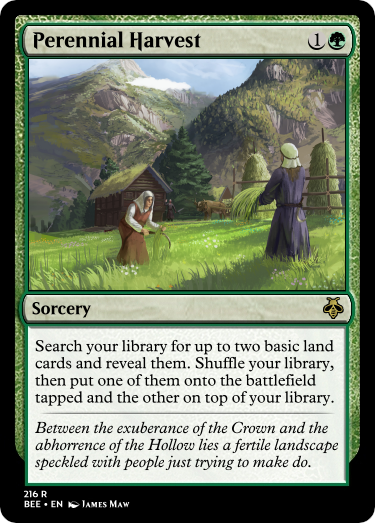 Perennial Harvest 1
Sorcery
Search your library for up to two basic land
cards and reveal them. Shuffle your library,
then put one of them onto the battlefield
tapped and the other on top of your library.
Between the exuberance of the Crown and the
abhorrence of the Hollow lies a fertile landscape
speckled with people just trying to make do.
216 R
BEE • EN James Maw